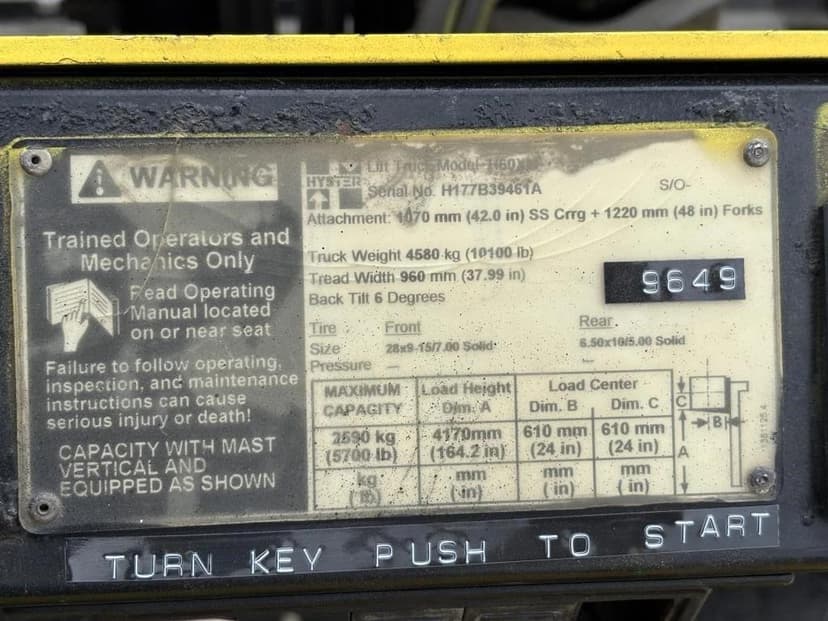 WARNING
Trained Operators and
Mechanics Only
Read Operating
Manual located
on or near seat
Failure to follow operating,
inspection, and maintenance
instructions can cause
serious injury or death!
CAPACITY WITH MAST
VERTICAL AND
EQUIPPED AS SHOWN
HYSTER
Lift Truck Model H60XM
Serial No. H177B39461A S/O-
Attachment: 1070 mm (42.0 in) SS Crrg + 1220 mm (48 in) Forks
Truck Weight 4580 kg (10100 lb)
Tread Width 960 mm (37.99 in)
Back Tilt 6 Degrees
9649
Tire Front Rear
Size 28x9-15/7.00 Solid 6.50x10/5.00 Solid
Pressure — —
MAXIMUM CAPACITY Load Height Dim. A Load Center Dim. B Dim. C
2590 kg 4170mm 610 mm 610 mm
(5700 lb) (164.2 in) (24 in) (24 in)
kg mm mm mm
(lb) (in) (in) (in)
C
B
A
TURN KEY PUSH TO START